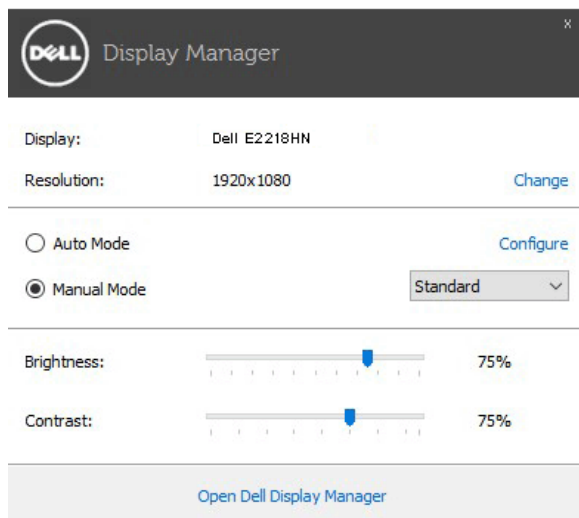 X
DELL Display Manager
Display: Dell E2218HN
Resolution: 1920x1080 Change
Auto Mode Configure
Manual Mode Standard
Brightness: 75%
Contrast: 75%
Open Dell Display Manager